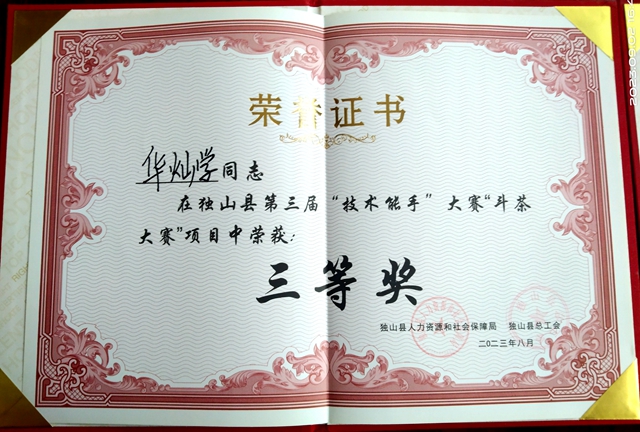 荣誉证书
华灿学同志
在独山县第三届“技术能手”大赛“斗茶
大赛”项目中荣获：
三等奖
独山县人力资源和社会保障局 独山县总工会
二0二三年八月